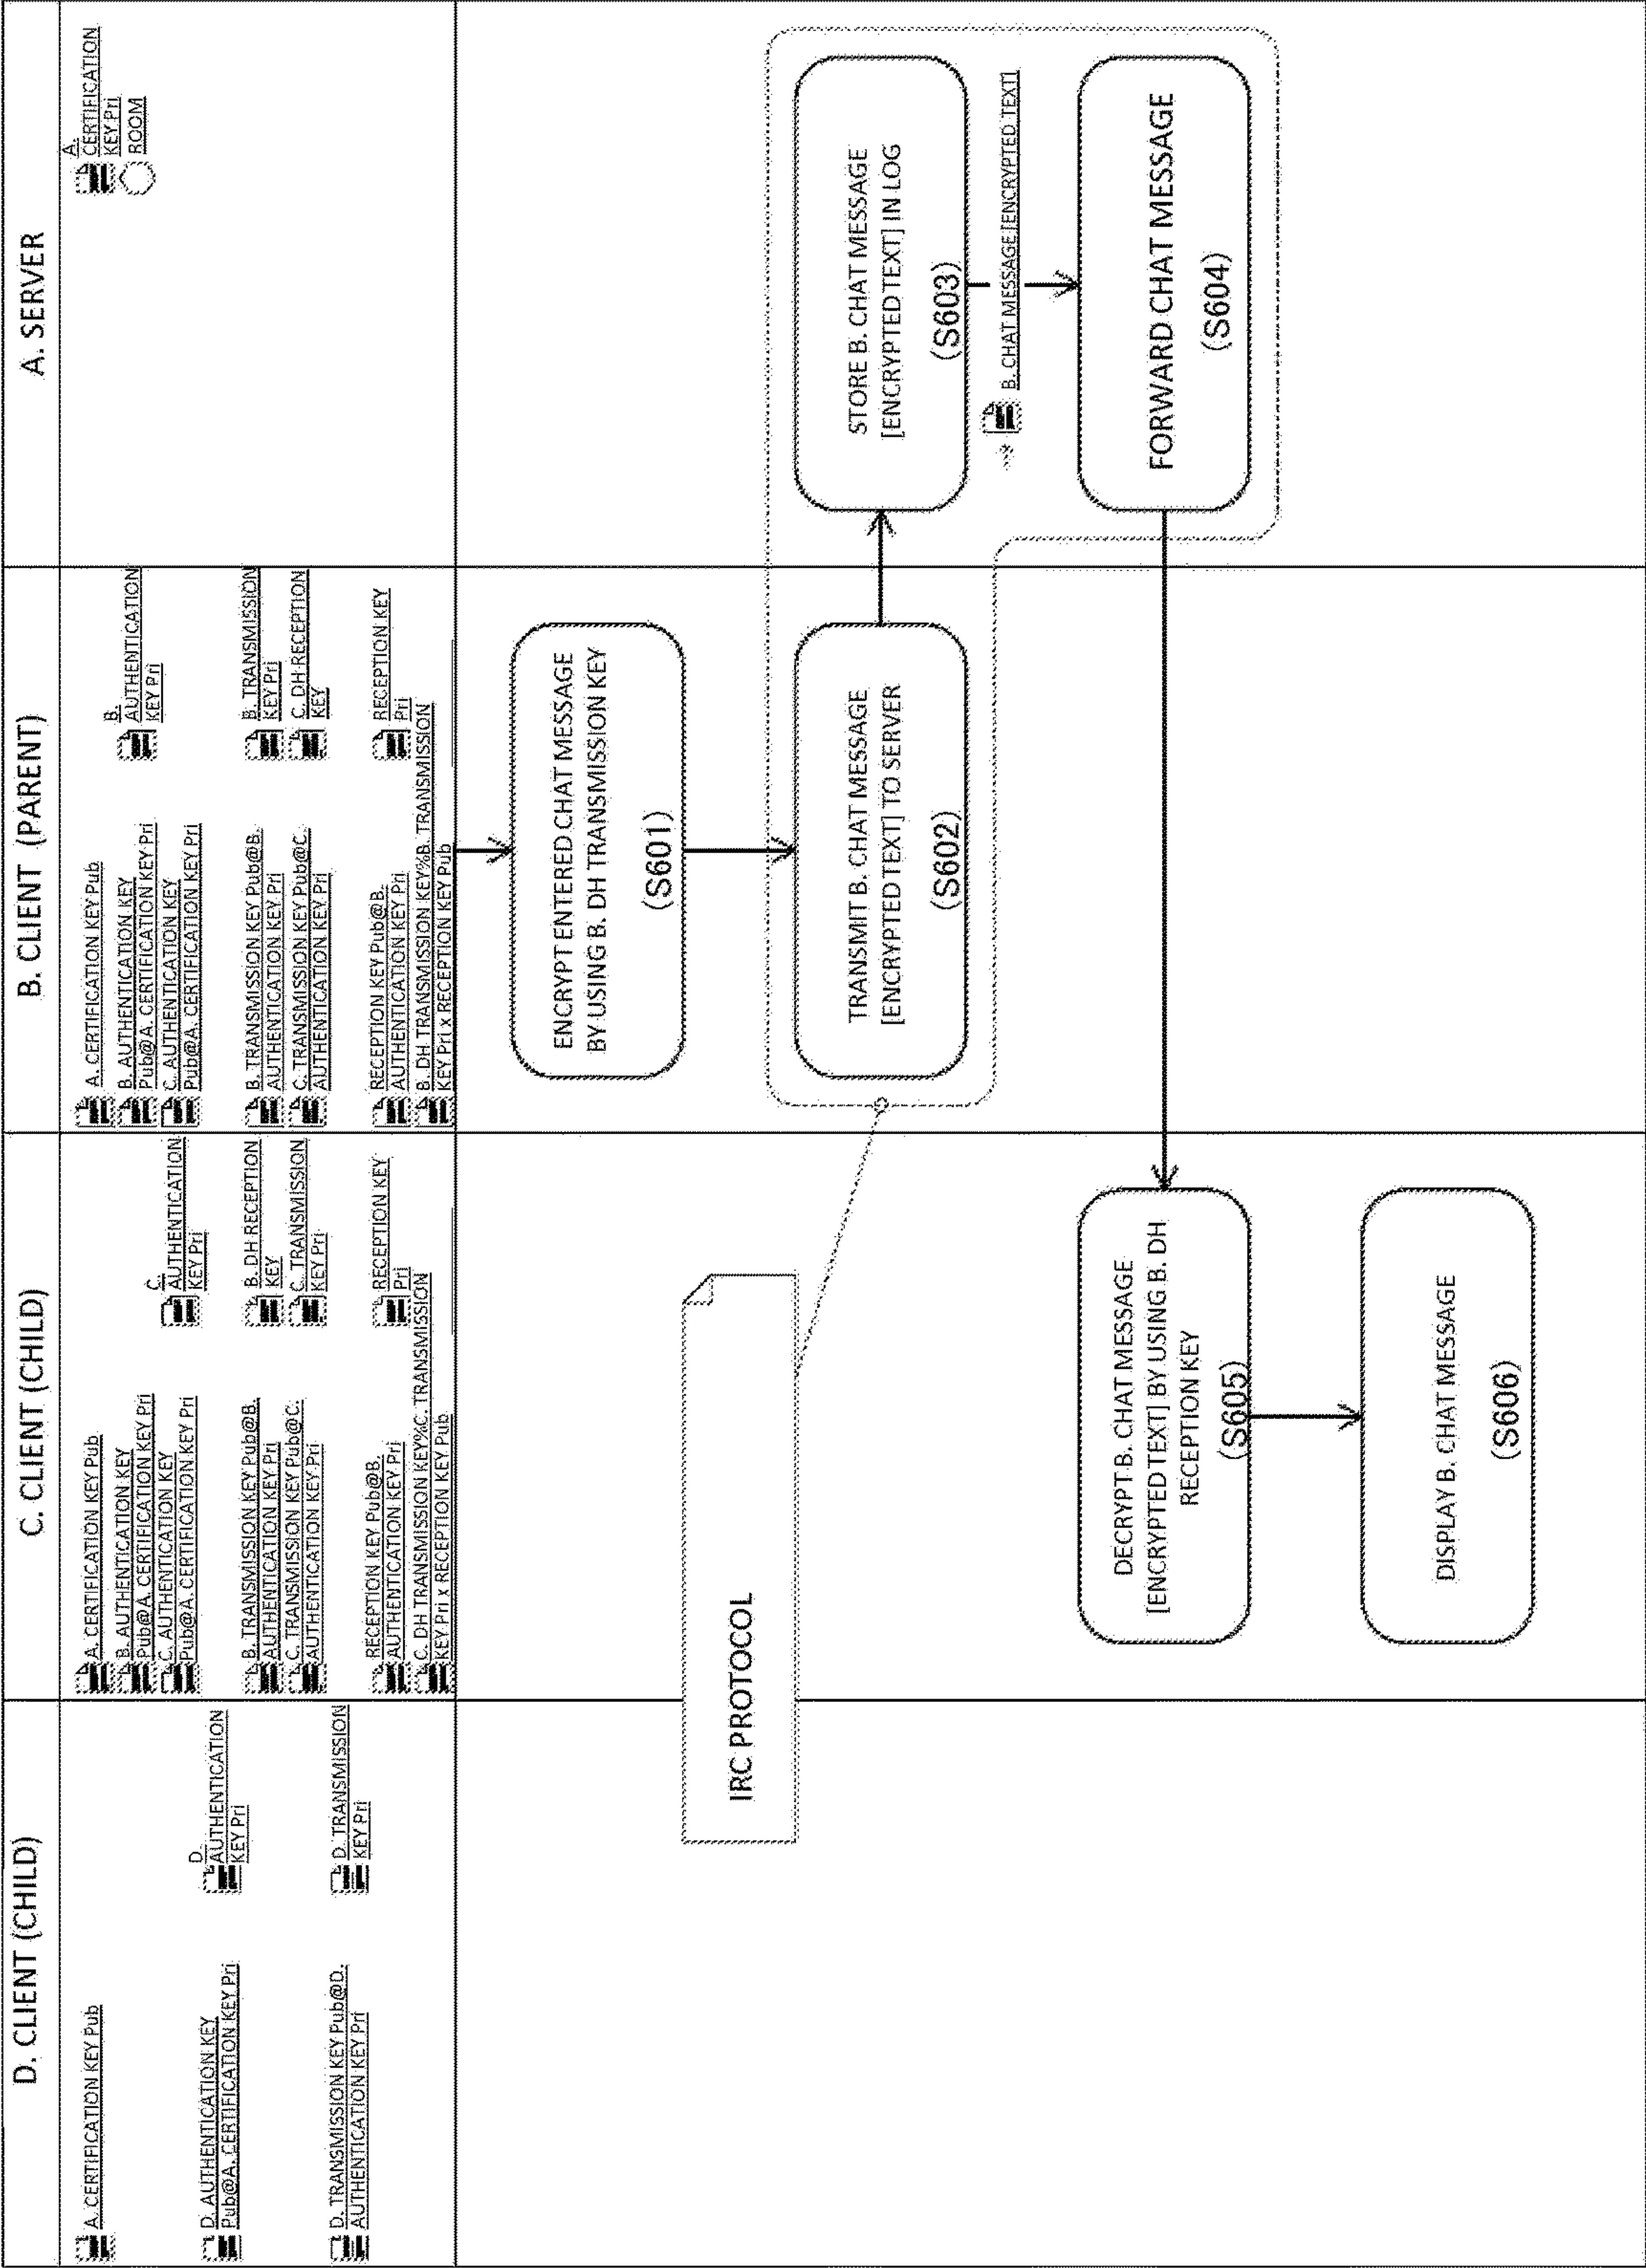 D. CLIENT (CHILD)
A. CERTIFICATION KEY Pub
D. AUTHENTICATION KEY
Pub@A. CERTIFICATION KEY Pri
D.
AUTHENTICATION
KEY Pri
D. TRANSMISSION KEY Pub@D.
AUTHENTICATION KEY Pri
D. TRANSMISSION
KEY Pri
C. CLIENT (CHILD)
A. CERTIFICATION KEY Pub
B. AUTHENTICATION KEY
Pub@A. CERTIFICATION KEY Pri
C. AUTHENTICATION KEY
Pub@A. CERTIFICATION KEY Pri
C.
AUTHENTICATION
KEY Pri
B. TRANSMISSION KEY Pub@B.
AUTHENTICATION KEY Pri
C. TRANSMISSION KEY Pub@C.
AUTHENTICATION KEY Pri
B. DH RECEPTION
KEY
C. TRANSMISSION
KEY Pri
RECEPTION KEY Pub@B.
AUTHENTICATION KEY Pri
RECEPTION KEY
Pri
C. DH TRANSMISSION KEY%C. TRANSMISSION
KEY Pri x RECEPTION KEY Pub
B. CLIENT (PARENT)
A. CERTIFICATION KEY Pub
B. AUTHENTICATION KEY
Pub@A. CERTIFICATION KEY Pri
C. AUTHENTICATION KEY
Pub@A. CERTIFICATION KEY Pri
B.
AUTHENTICATION
KEY Pri
B. TRANSMISSION KEY Pub@B.
AUTHENTICATION KEY Pri
C. TRANSMISSION KEY Pub@C.
AUTHENTICATION KEY Pri
B. TRANSMISSION
KEY Pri
C. DH RECEPTION
KEY
RECEPTION KEY Pub@B.
AUTHENTICATION KEY Pri
RECEPTION KEY
Pri
B. DH TRANSMISSION KEY%B. TRANSMISSION
KEY Pri x RECEPTION KEY Pub
A. SERVER
A.
CERTIFICATION
KEY Pri
ROOM
ENCRYPT ENTERED CHAT MESSAGE
BY USING B. DH TRANSMISSION KEY
(S601)
IRC PROTOCOL
TRANSMIT B. CHAT MESSAGE
[ENCRYPTED TEXT] TO SERVER
(S602)
STORE B. CHAT MESSAGE
[ENCRYPTED TEXT] IN LOG
(S603)
B. CHAT MESSAGE [ENCRYPTED TEXT]
FORWARD CHAT MESSAGE
(S604)
DECRYPT B. CHAT MESSAGE
[ENCRYPTED TEXT] BY USING B. DH
RECEPTION KEY
(S605)
DISPLAY B. CHAT MESSAGE
(S606)